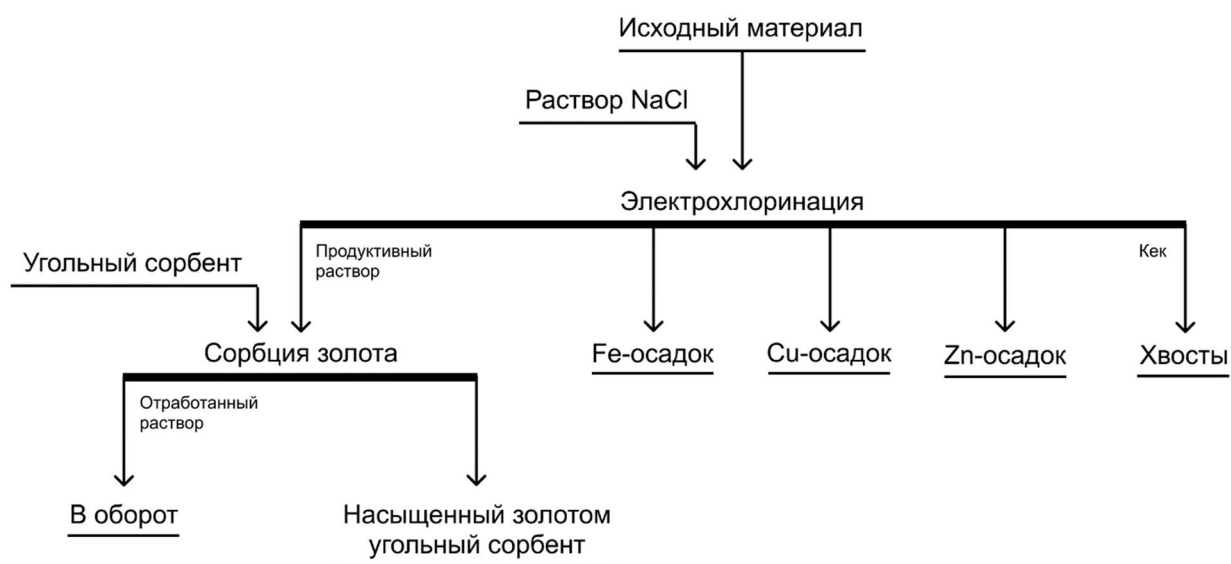 Исходный материал
Раствор NaCl
Электрохлоринация
Продуктивный
раствор
Кек
Угольный сорбент
Сорбция золота
Fe-осадок
Cu-осадок
Zn-осадок
Хвосты
Отработанный
раствор
В оборот
Насыщенный золотом
угольный сорбент